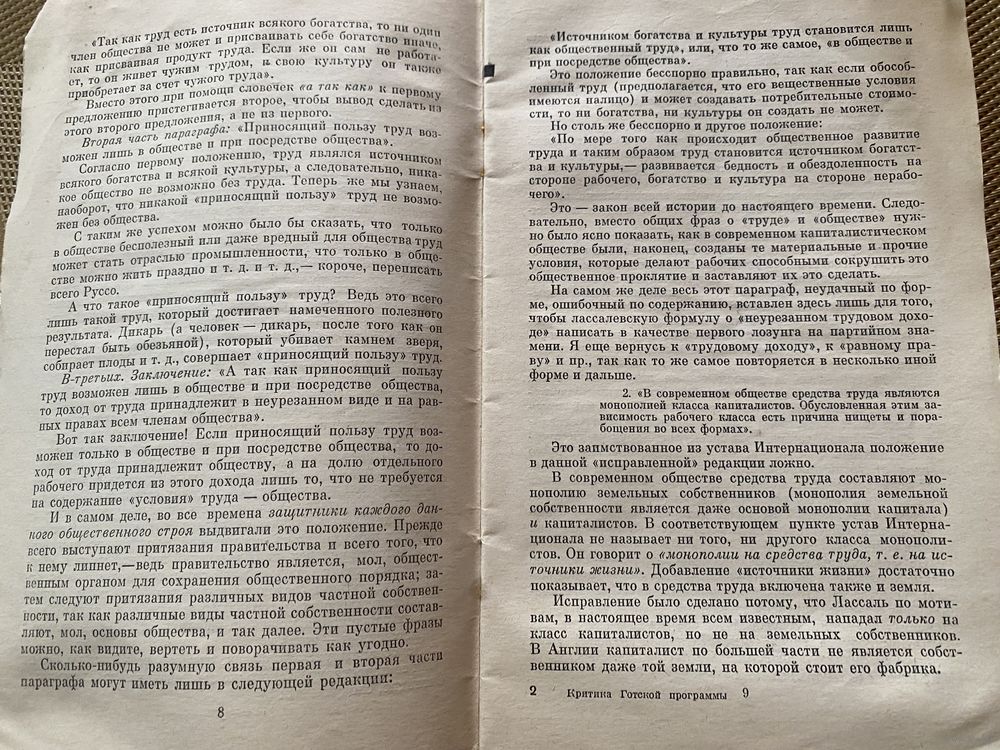 «Так как труд есть источник всякого богатства, то ни один
член общества не может и присваивать себе богатство иначе,
как присваивая продукт труда. Если же он сам не работа-
ет, то он живет чужим трудом, а свою культуру он также
приобретает за счет чужого труда».
Вместо этого при помощи словечек «а так как» к первому
предложению пристегивается второе, чтобы вывод сделать из
этого второго предложения, а не из первого.
Вторая часть параграфа: «Приносящий пользу труд воз-
можен лишь в обществе и при посредстве общества».
Согласно первому положению, труд являлся источником
всякого богатства и всякой культуры, а следовательно, ника-
кое общество не возможно без труда. Теперь же мы узнаем,
наоборот, что никакой «приносящий пользу» труд не возмо-
жен без общества.
С таким же успехом можно было бы сказать, что только
в обществе бесполезный или даже вредный для общества труд
может стать отраслью промышленности, что только в обще-
стве можно жить праздно и т. д. и т. д.,— короче, переписать
всего Руссо.
А что такое «приносящий пользу» труд? Ведь это всего
лишь такой труд, который достигает намеченного полезного
результата. Дикарь (а человек — дикарь, после того как он
перестал быть обезьяной), который убивает камнем зверя,
собирает плоды и т. д., совершает «приносящий пользу» труд.
В-третьих. Заключение: «А так как приносящий пользу
труд возможен лишь в обществе и при посредстве общества,
то доход от труда принадлежит в неурезанном виде и на рав-
ных правах всем членам общества».
Вот так заключение! Если приносящий пользу труд воз-
можен только в обществе и при посредстве общества, то до-
ход от труда принадлежит обществу, а на долю отдельного
рабочего придется из этого дохода лишь то, что не требуется
на содержание «условия» труда — общества.
И в самом деле, во все времена защитники каждого дан-
ного общественного строя выдвигали это положение. Прежде
всего выступают притязания правительства и всего того, что
к нему липнет,—ведь правительство является, мол, общест-
венным органом для сохранения общественного порядка; за-
тем следуют притязания различных видов частной собствен-
ности, так как различные виды частной собственности состав-
ляют, мол, основы общества, и так далее. Эти пустые фразы
можно, как видите, вертеть и поворачивать как угодно.
Сколько-нибудь разумную связь первая и вторая части
параграфа могут иметь лишь в следующей редакции:
8
«Источником богатства и культуры труд становится лишь
как общественный труд», или, что то же самое, «в обществе и
при посредстве общества».
Это положение бесспорно правильно, так как если обособ-
ленный труд (предполагается, что его вещественные условия
имеются налицо) и может создавать потребительные стоимо-
сти, то ни богатства, ни культуры он создать не может.
Но столь же бесспорно и другое положение:
«По мере того как происходит общественное развитие
труда и таким образом труд становится источником богатст-
ва и культуры,— развивается бедность и обездоленность на
стороне рабочего, богатство и культура на стороне нерабо-
чего».
Это — закон всей истории до настоящего времени. Следо-
вательно, вместо общих фраз о «труде» и «обществе» нуж-
но было ясно показать, как в современном капиталистическом
обществе были, наконец, созданы те материальные и прочие
условия, которые делают рабочих способными сокрушить это
общественное проклятие и заставляют их это сделать.
На самом же деле весь этот параграф, неудачный по фор-
ме, ошибочный по содержанию, вставлен здесь лишь для того,
чтобы лассалевскую формулу о «неурезанном трудовом дохо-
де» написать в качестве первого лозунга на партийном зна-
мени. Я еще вернусь к «трудовому доходу», к «равному пра-
ву» и пр., так как то же самое повторяется в несколько иной
форме и дальше.
2. «В современном обществе средства труда являются
монополией класса капиталистов. Обусловленная этим за-
висимость рабочего класса есть причина нищеты и пора-
бощения во всех формах».
Это заимствованное из устава Интернационала положение
в данной «исправленной» редакции ложно.
В современном обществе средства труда составляют мо-
нополию земельных собственников (монополия земельной
собственности является даже основой монополии капитала)
и капиталистов. В соответствующем пункте устав Интерна-
ционала не называет ни того, ни другого класса монополи-
стов. Он говорит о «монополии на средства труда, т. е. на ис-
точники жизни». Добавление «источники жизни» достаточно
показывает, что в средства труда включена также и земля.
Исправление было сделано потому, что Лассаль по моти-
вам, в настоящее время всем известным, нападал только на
класс капиталистов, но не на земельных собственников.
В Англии капиталист по большей части не является собст-
венником даже той земли, на которой стоит его фабрика.
2 Критика Готской программы 9